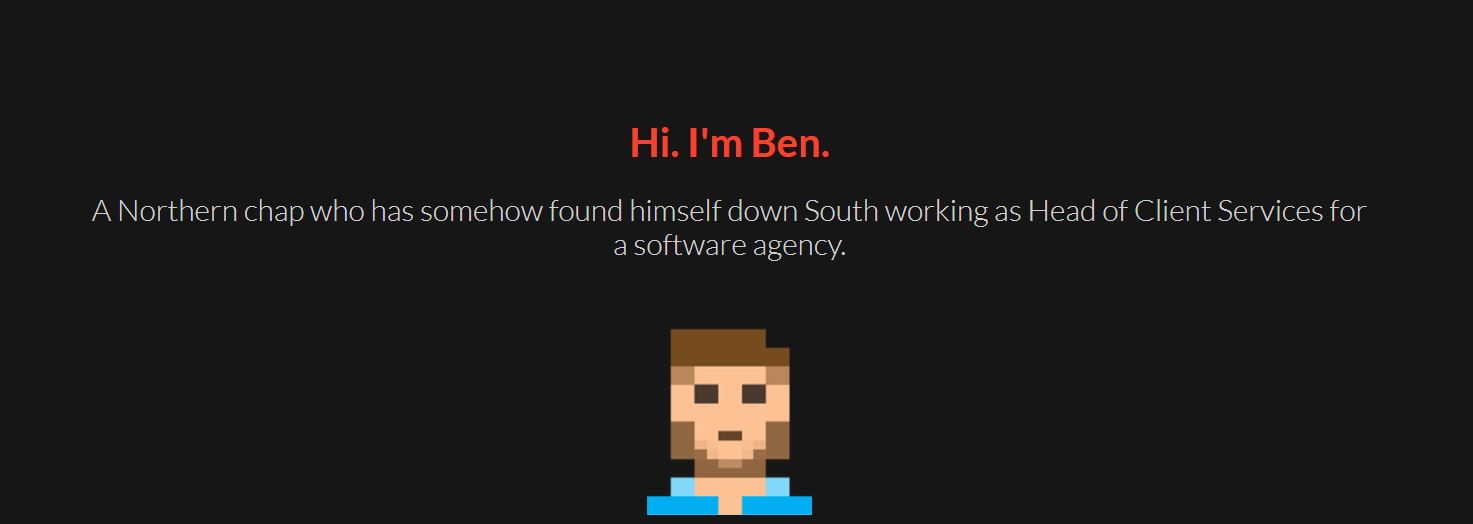 Hi. I'm Ben.
A Northern chap who has somehow found himself down South working as Head of Client Services for
a software agency.